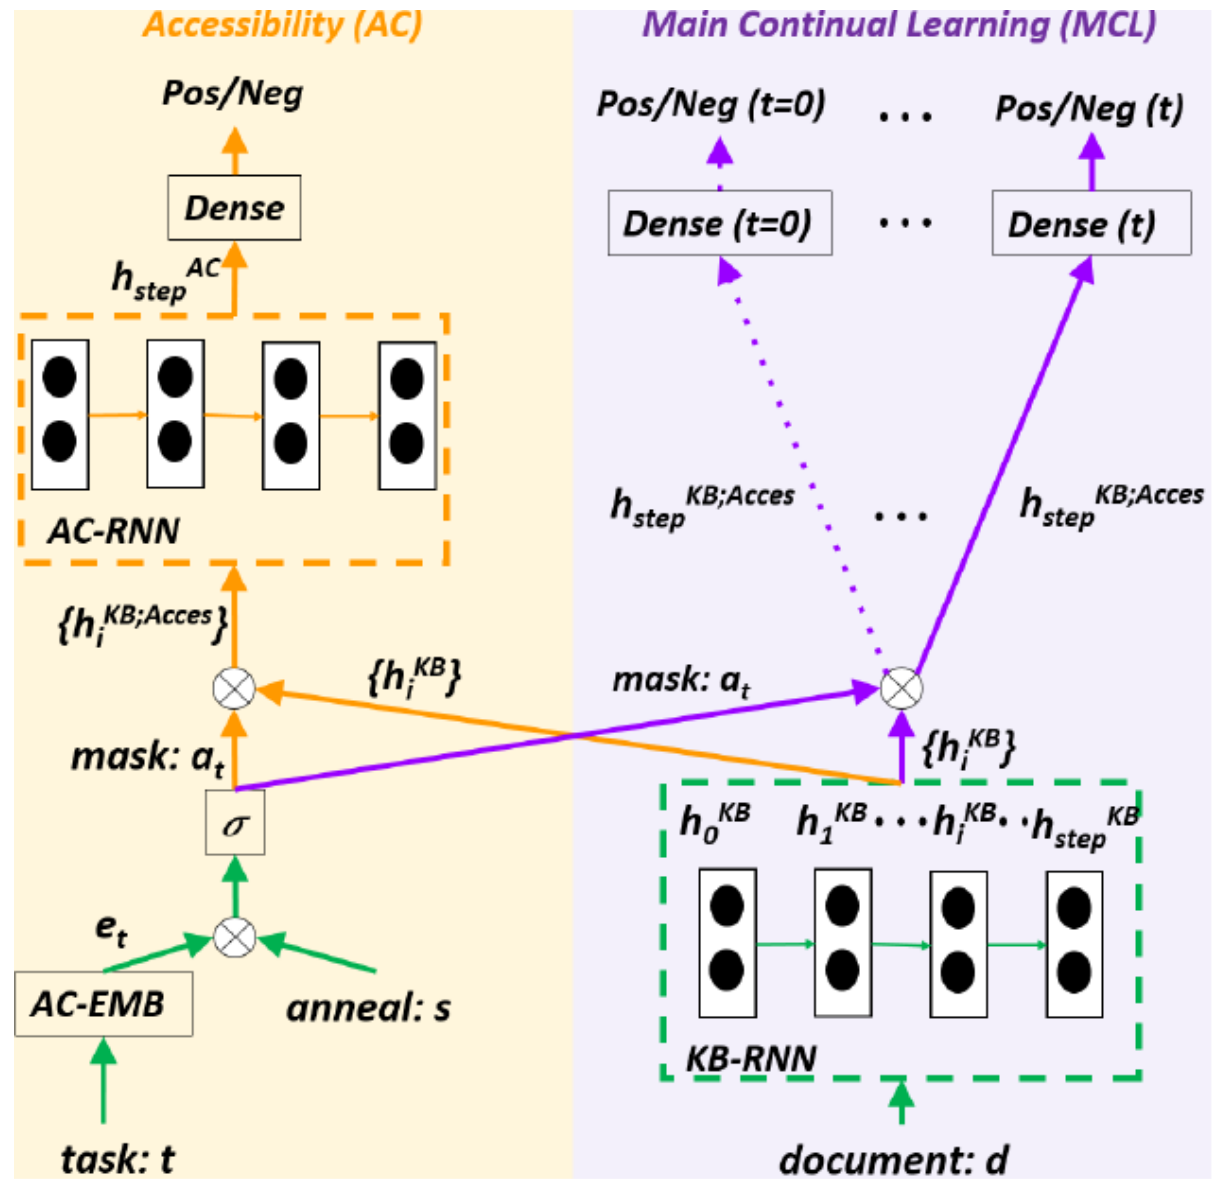 Accessibility (AC)
Main Continual Learning (MCL)
Pos/Neg
Pos/Neg (t=0)
...
Pos/Neg (t)
Dense
Dense (t=0)
...
Dense (t)
h_step^AC
AC-RNN
h_step^KB;Acces
...
h_step^KB;Acces
{h_i^KB;Acces}
{h_i^KB}
mask: a_t
{h_i^KB}
mask: a_t
σ
h_0^KB
h_1^KB
...
h_i^KB
..
h_step^KB
e_t
AC-EMB
anneal: s
KB-RNN
task: t
document: d